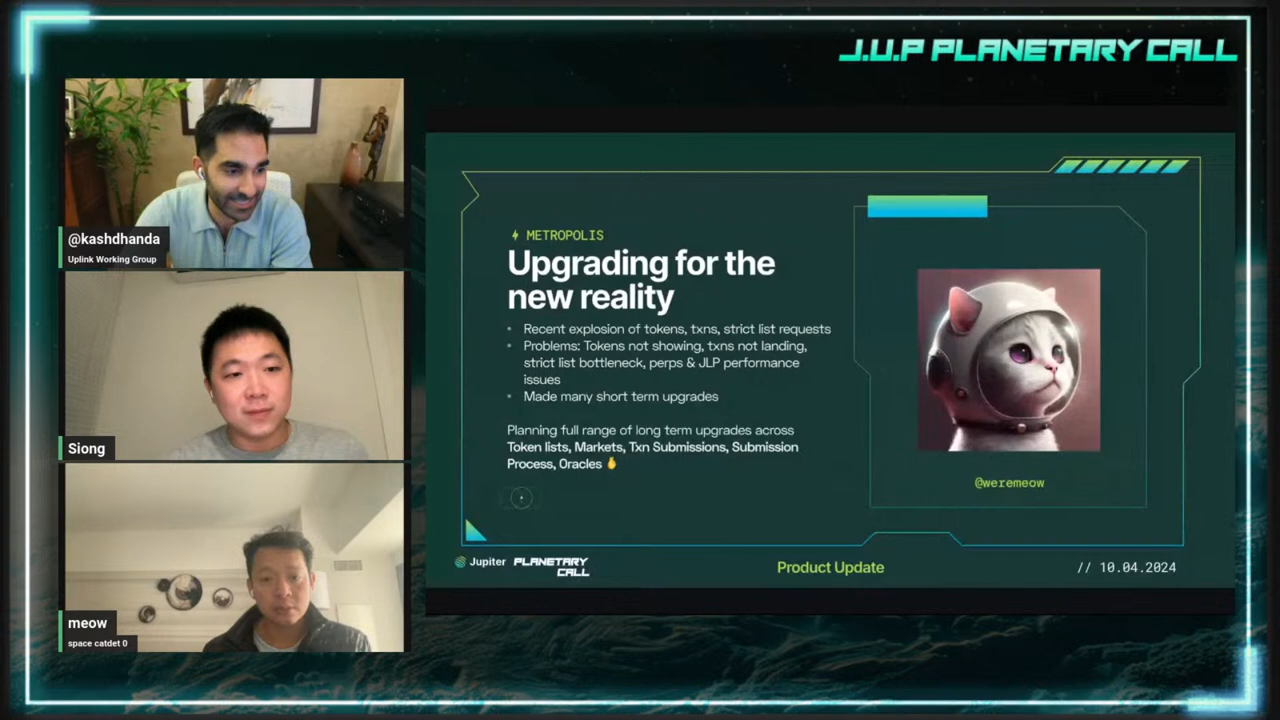 J.U.P PLANETARY CALL
@kashdhanda
Uplink Working Group
Siong
meow
space catdet 0
METROPOLIS
Upgrading for the
new reality
• Recent explosion of tokens, txns, strict list requests
• Problems: Tokens not showing, txns not landing,
strict list bottleneck, perps & JLP performance
issues
• Made many short term upgrades
Planning full range of long term upgrades across
Token lists, Markets, Txn Submissions, Submission
Process, Oracles
@weremeow
Jupiter PLANETARY
CALL
Product Update
// 10.04.2024